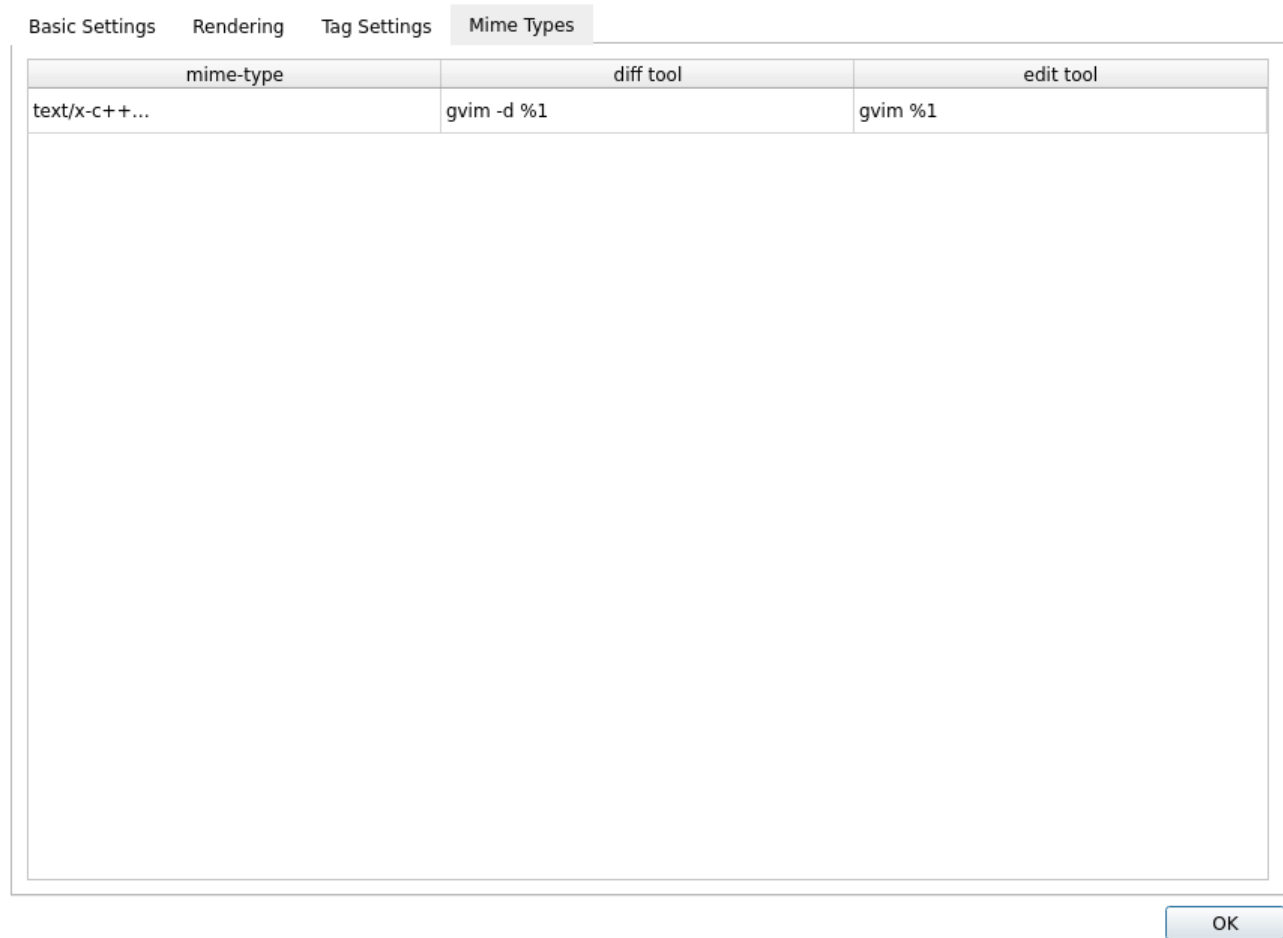 Basic Settings Rendering Tag Settings Mime Types
mime-type diff tool edit tool
text/x-c++... gvim -d %1 gvim %1
OK